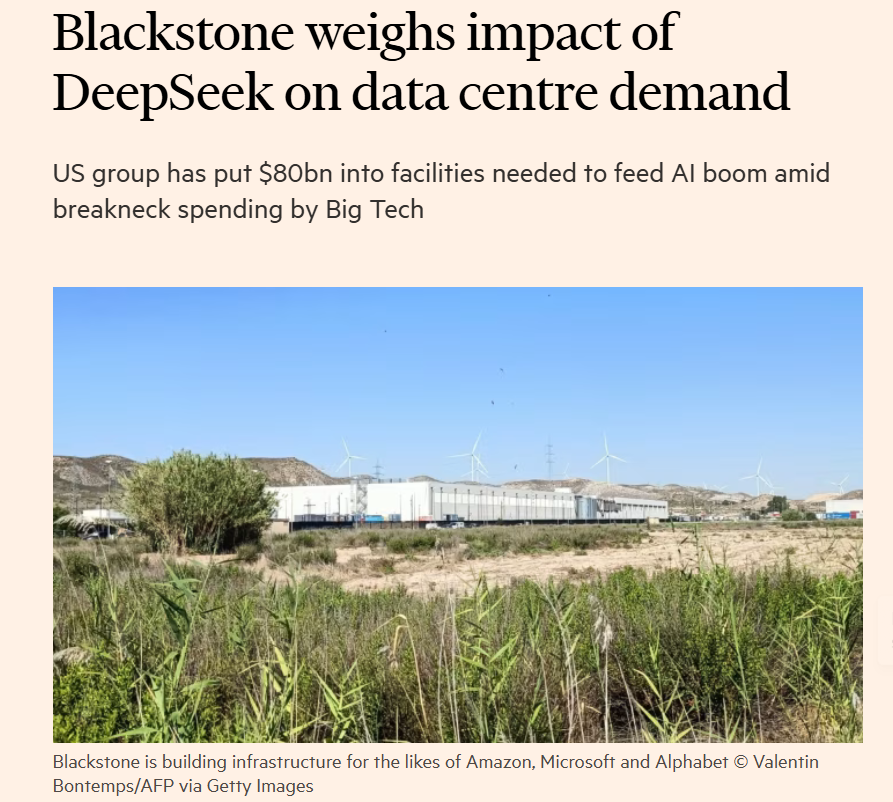 Blackstone weighs impact of
DeepSeek on data centre demand
US group has put $80bn into facilities needed to feed AI boom amid
breakneck spending by Big Tech
Blackstone is building infrastructure for the likes of Amazon, Microsoft and Alphabet © Valentin
Bontemps/AFP via Getty Images